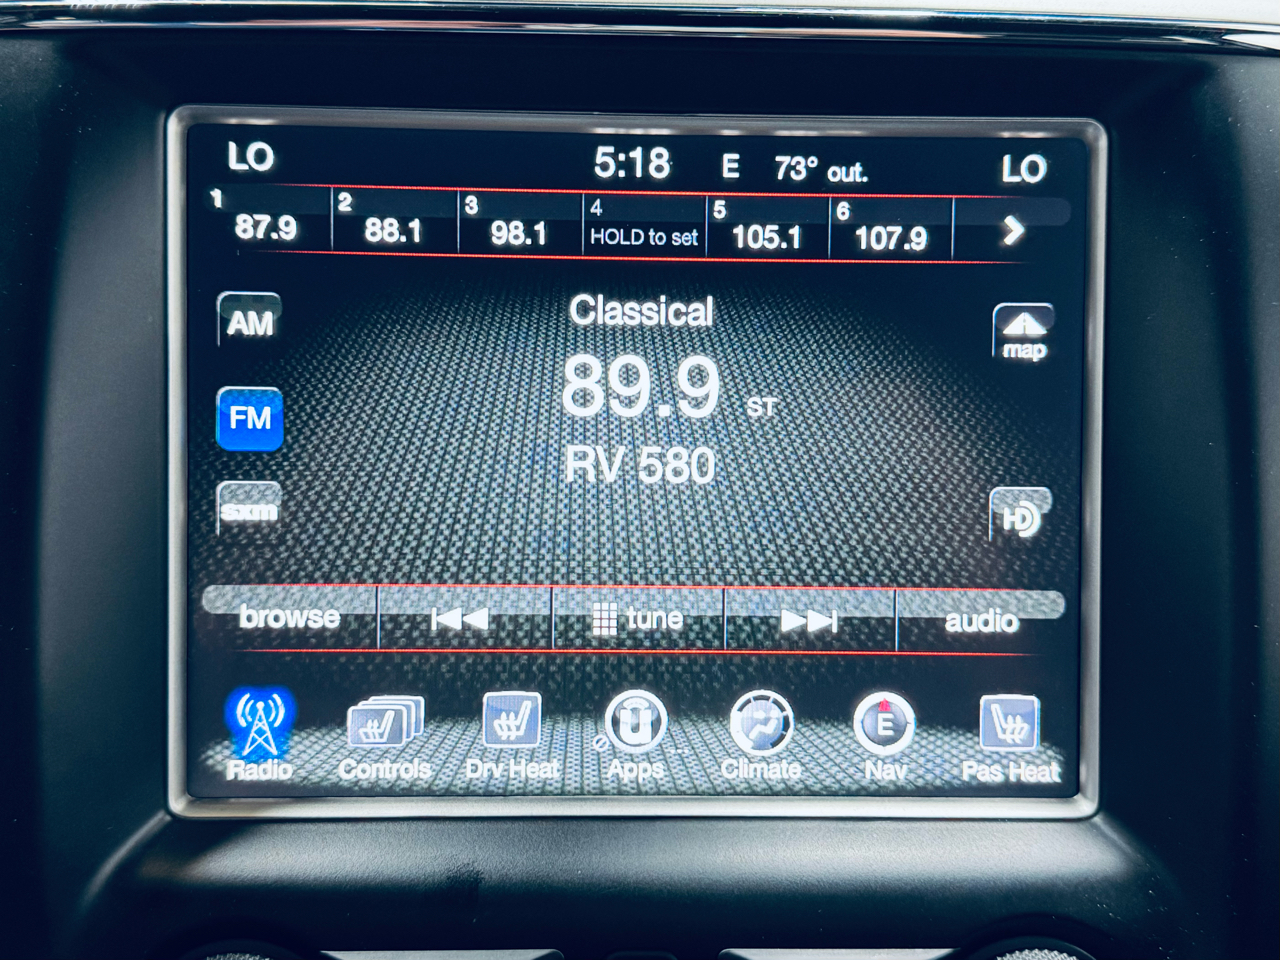 LO 5:18 E 73° out. LO
1 2 3 4 5 6
87.9 88.1 98.1 HOLD to set 105.1 107.9
Classical
AM
map
89.9 ST
FM
RV 580
sxm
HD
browse tune audio
E
Radio Controls Drv Heat Apps Climate Nav Pas Heat